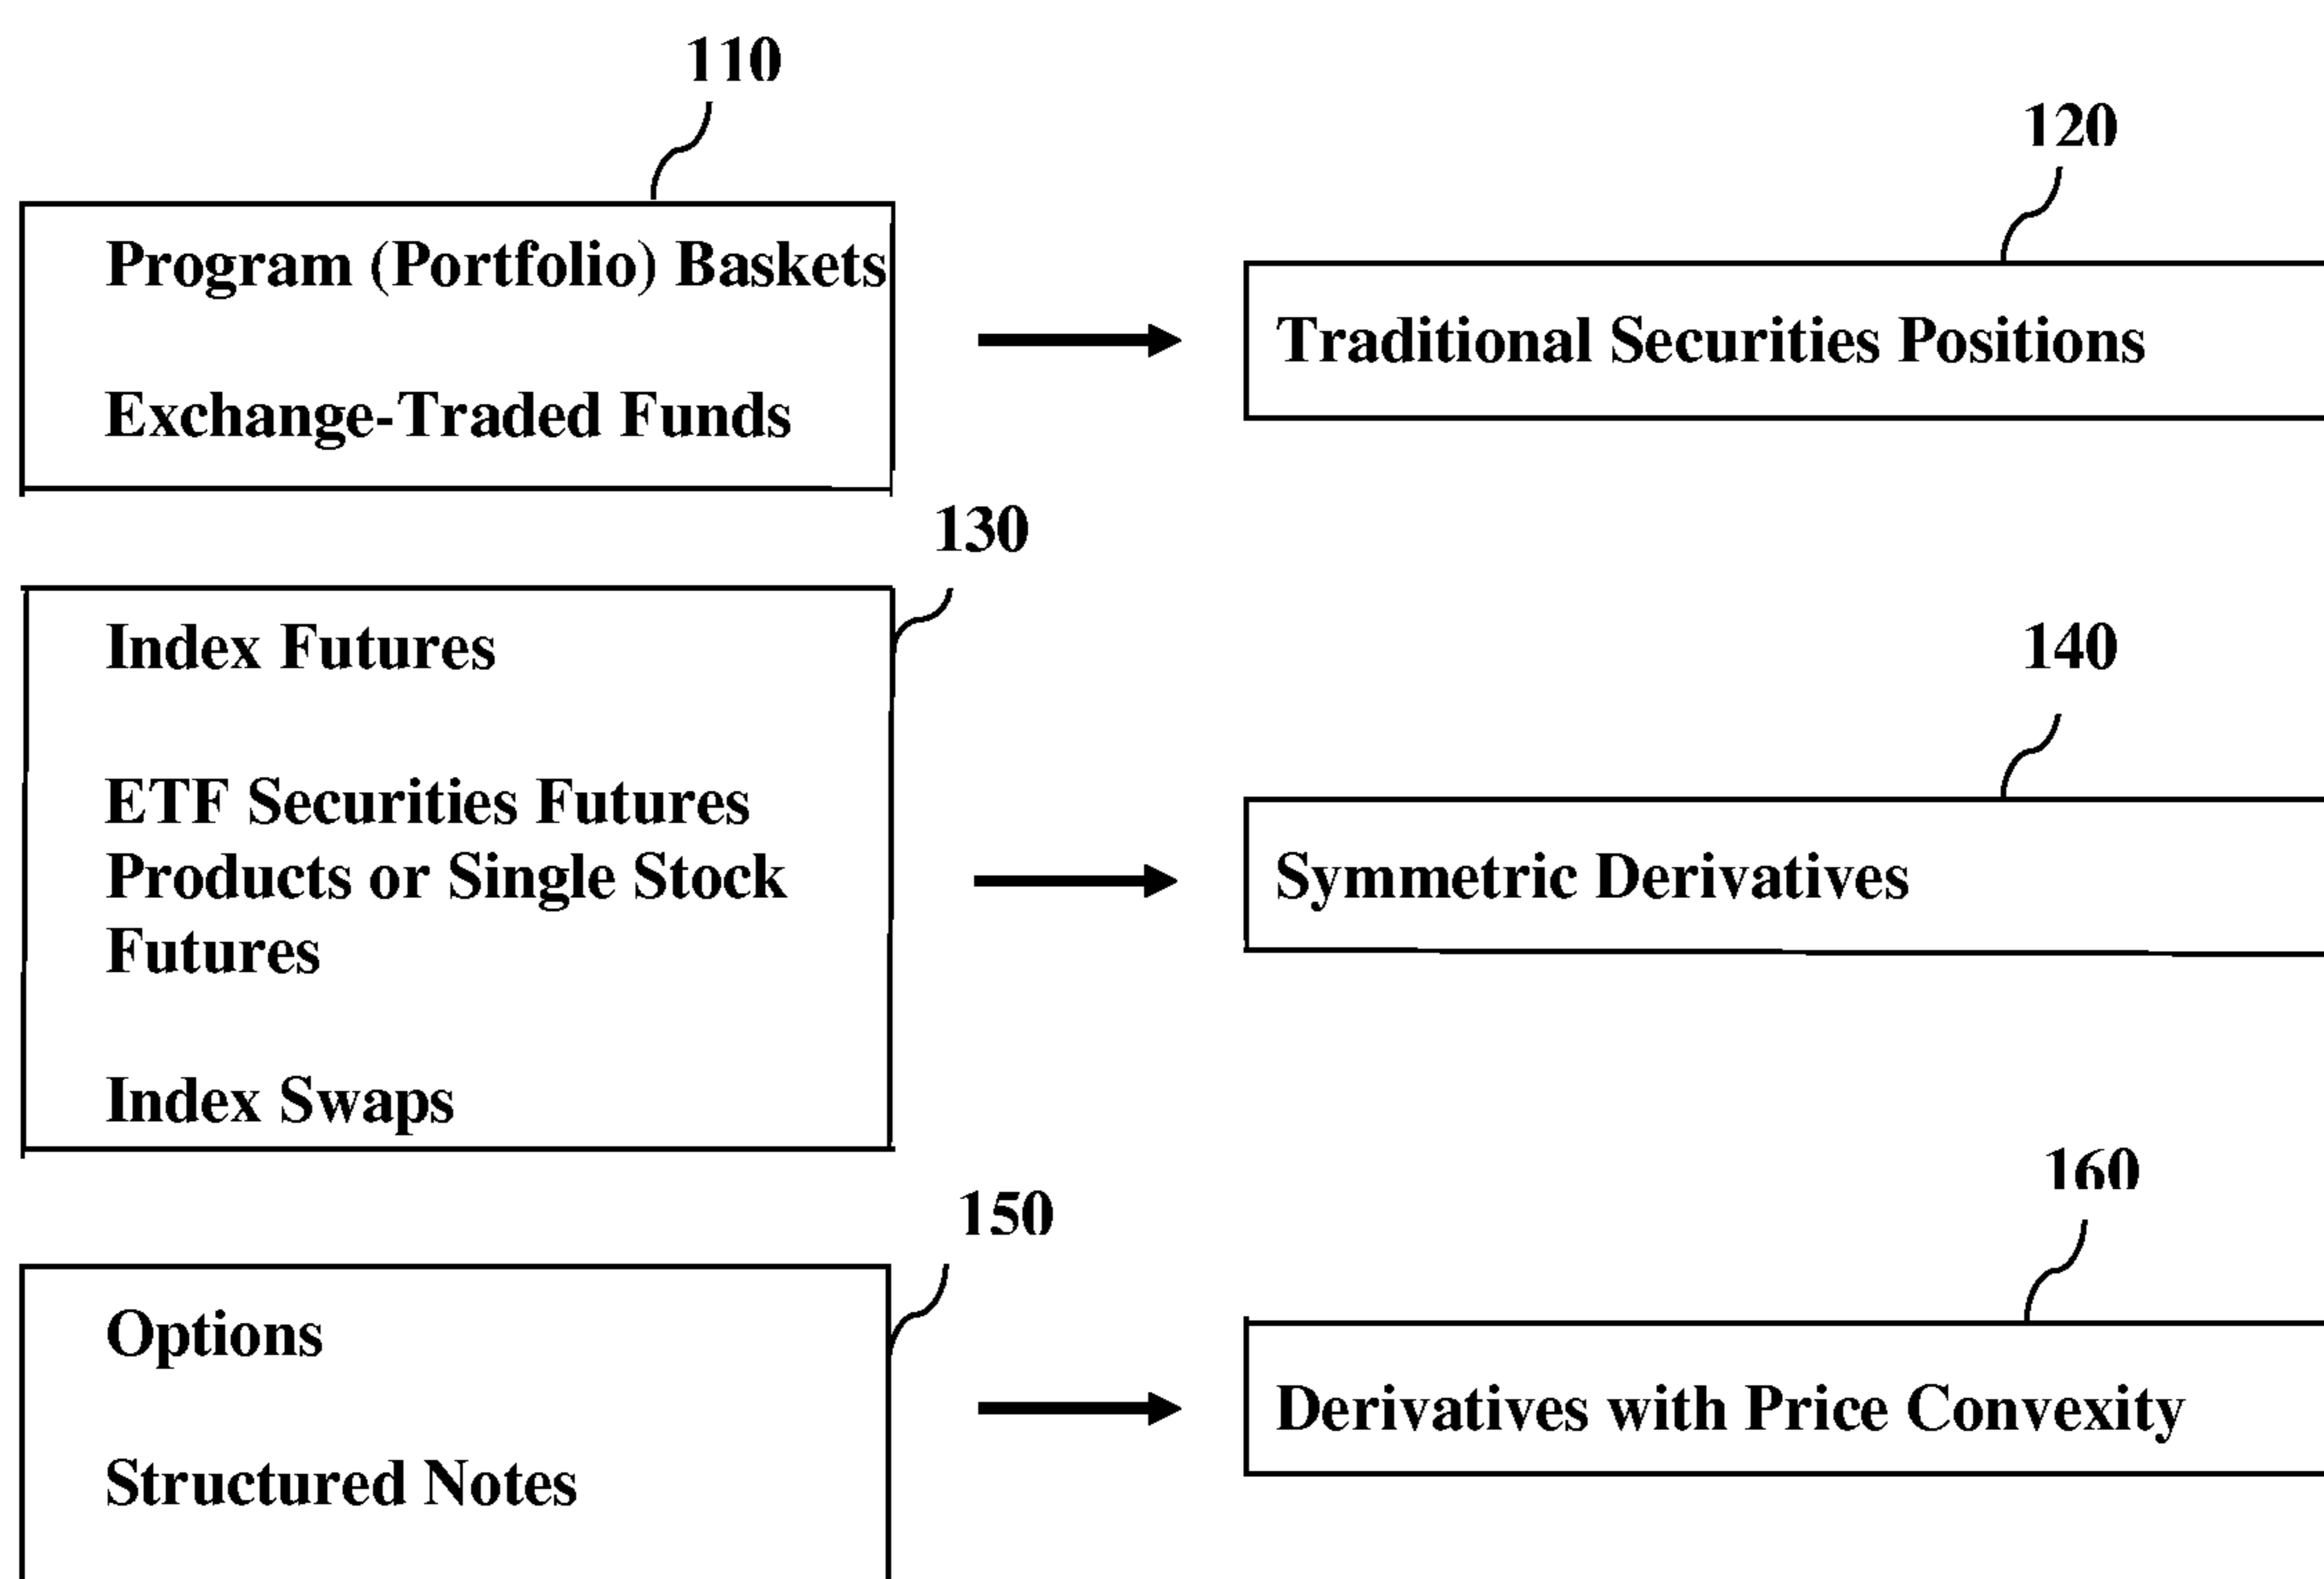 110
120
Program (Portfolio) Baskets
Traditional Securities Positions
Exchange-Traded Funds
130
Index Futures
140
ETF Securities Futures
Products or Single Stock
Symmetric Derivatives
Futures
Index Swaps
160
150
Options
Derivatives with Price Convexity
Structured Notes